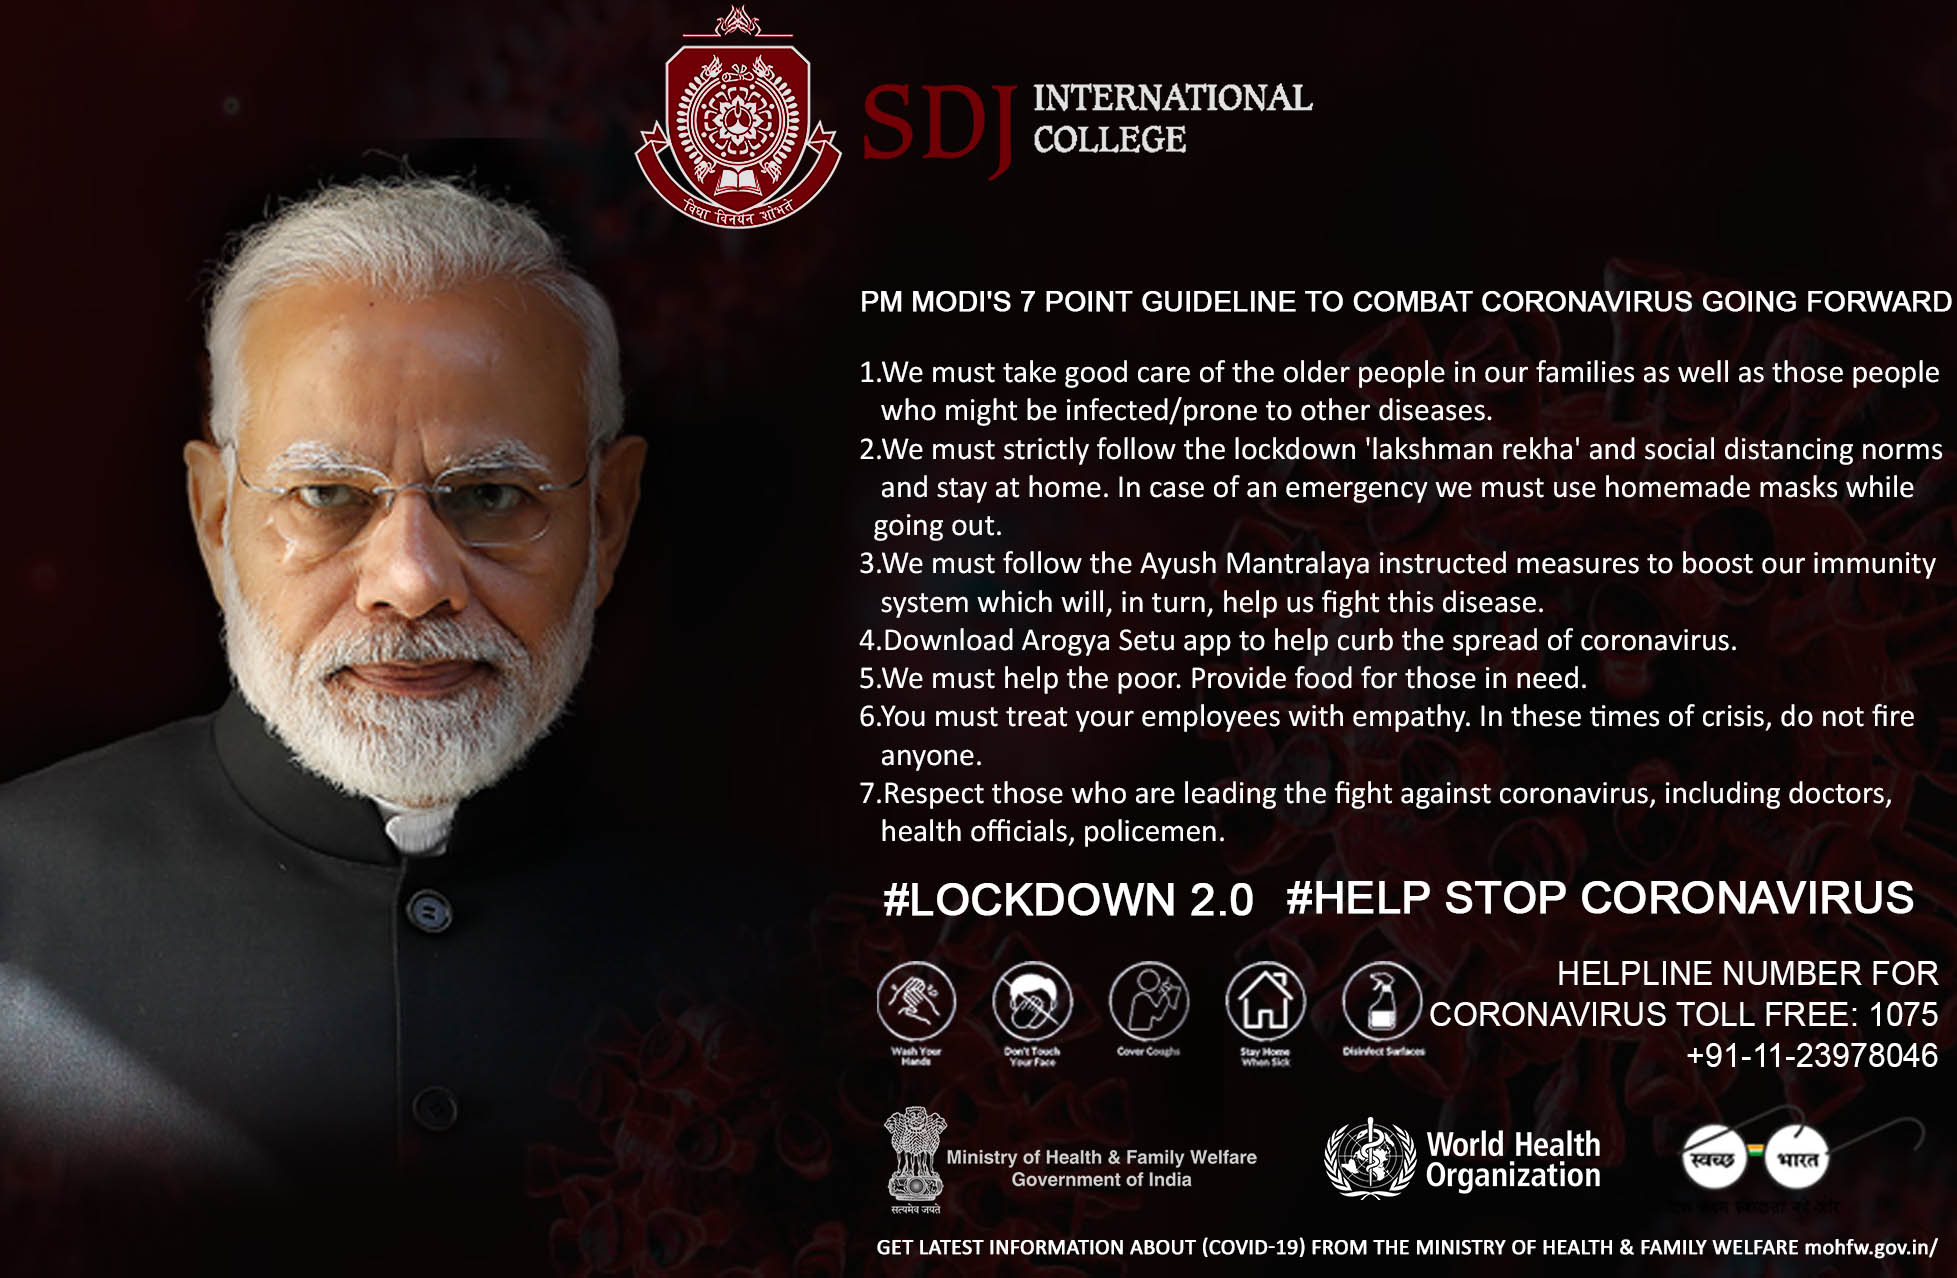 SDJ INTERNATIONAL
COLLEGE
विद्या विनयेन शोभते
PM MODI'S 7 POINT GUIDELINE TO COMBAT CORONAVIRUS GOING FORWARD
1.We must take good care of the older people in our families as well as those people
who might be infected/prone to other diseases.
2.We must strictly follow the lockdown 'lakshman rekha' and social distancing norms
and stay at home. In case of an emergency we must use homemade masks while
going out.
3.We must follow the Ayush Mantralaya instructed measures to boost our immunity
system which will, in turn, help us fight this disease.
4.Download Arogya Setu app to help curb the spread of coronavirus.
5.We must help the poor. Provide food for those in need.
6.You must treat your employees with empathy. In these times of crisis, do not fire
anyone.
7.Respect those who are leading the fight against coronavirus, including doctors,
health officials, policemen.
#LOCKDOWN 2.0 #HELP STOP CORONAVIRUS
Wash Your
Hands
Don't Touch
Your Face
Cover Coughs
Stay Home
When Sick
Disinfect Surfaces
HELPLINE NUMBER FOR
CORONAVIRUS TOLL FREE: 1075
+91-11-23978046
सत्यमेव जयते
Ministry of Health & Family Welfare
Government of India
World Health
Organization
स्वच्छ भारत
GET LATEST INFORMATION ABOUT (COVID-19) FROM THE MINISTRY OF HEALTH & FAMILY WELFARE mohfw.gov.in/